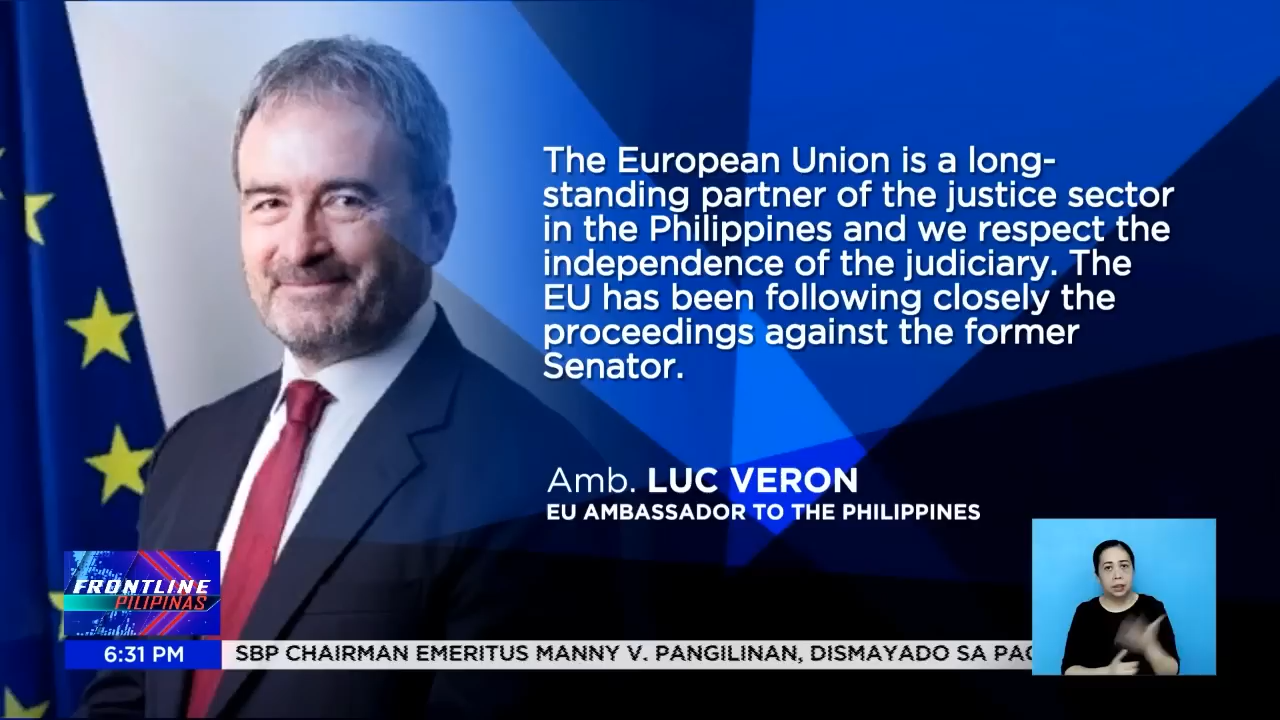 The European Union is a long-
standing partner of the justice sector
in the Philippines and we respect the
independence of the judiciary. The
EU has been following closely the
proceedings against the former
Senator.
Amb. LUC VERON
EU AMBASSADOR TO THE PHILIPPINES
FRONTLINE
PILIPINAS
6:31 PM
SBP CHAIRMAN EMERITUS MANNY V. PANGILINAN, DISMAYADO SA